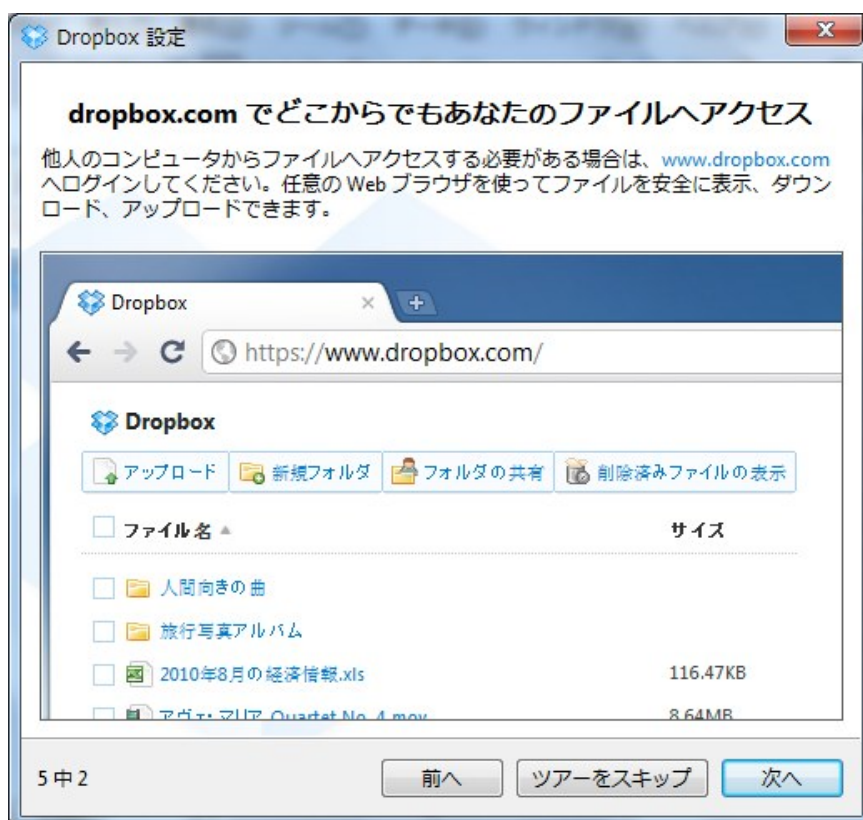 Dropbox 設定
dropbox.com でどこからでもあなたのファイルへアクセス
他人のコンピュータからファイルへアクセスする必要がある場合は、www.dropbox.com
へログインしてください。任意の Web ブラウザを使ってファイルを安全に表示、ダウン
ロード、アップロードできます。
Dropbox
https://www.dropbox.com/
Dropbox
アップロード 新規フォルダ フォルダの共有 削除済みファイルの表示
ファイル名 サイズ
人間向きの曲
旅行写真アルバム
2010年8月の経済情報.xls 116.47KB
アヴェ・マリア Quartet No. 4.mov 8.64MB
5 中 2 前へ ツアーをスキップ 次へ